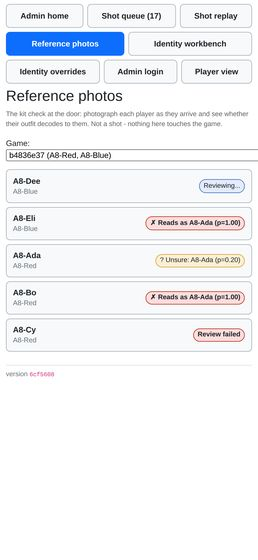 Admin home
Shot queue (17)
Shot replay
Reference photos
Identity workbench
Identity overrides
Admin login
Player view
Reference photos
The kit check at the door: photograph each player as they arrive and see whether
their outfit decodes to them. Not a shot - nothing here touches the game.
Game:
b4836e37 (A8-Red, A8-Blue)
A8-Dee
A8-Blue
Reviewing...
A8-Eli
A8-Blue
✗ Reads as A8-Ada (p=1.00)
A8-Ada
A8-Red
? Unsure: A8-Ada (p=0.20)
A8-Bo
A8-Red
✗ Reads as A8-Ada (p=1.00)
A8-Cy
A8-Red
Review failed
version 6cf5608